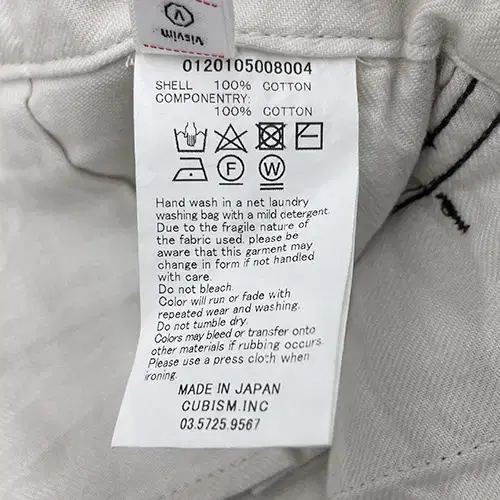 visvim
0120105008004
SHELL 100% COTTON
COMPONENTRY:
100% COTTON
F W
Hand wash in a net laundry
washing bag with a mild detergent.
Due to the fragile nature of
the fabric used, please be
aware that this garment may
change in form if not handled
with care.
Do not bleach.
Color will run or fade with
repeated wear and washing.
Do not tumble dry.
Colors may bleed or transfer onto
other materials if rubbing occurs.
Please use a press cloth when
ironing.
MADE IN JAPAN
CUBISM.INC
03.5725.9567